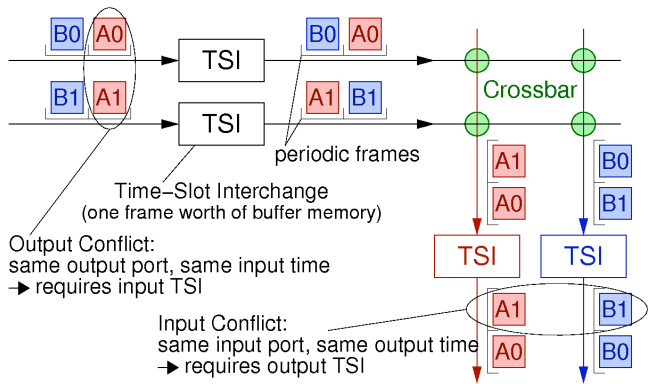 B0 A0 TSI B0 A0
B1 A1 TSI A1 B1
Crossbar
periodic frames
Time–Slot Interchange
(one frame worth of buffer memory)
A1 B0
A0 B1
Output Conflict:
same output port, same input time
→ requires input TSI
TSI TSI
Input Conflict:
same input port, same output time
→ requires output TSI
A1 B1
A0 B0